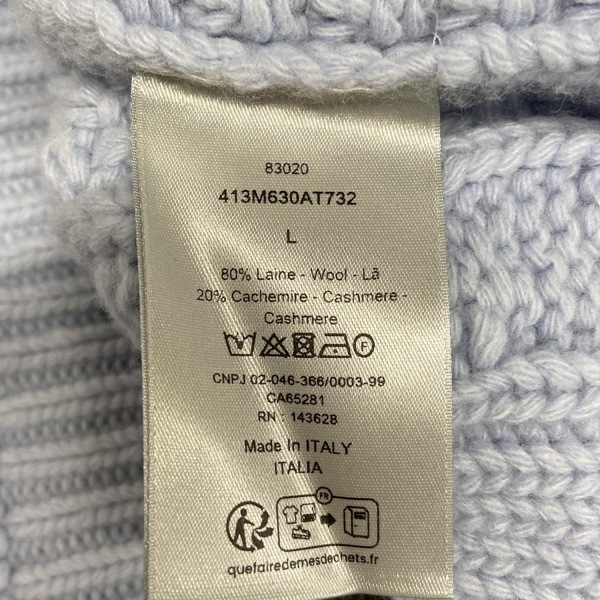 83020
413M630AT732
L
80% Laine - Wool - Lã
20% Cachemire - Cashmere -
Cashmere
F
CNPJ 02-046-366/0003-99
CA65281
RN : 143628
Made In ITALY
ITALIA
FR
quefairedemesdechets.fr